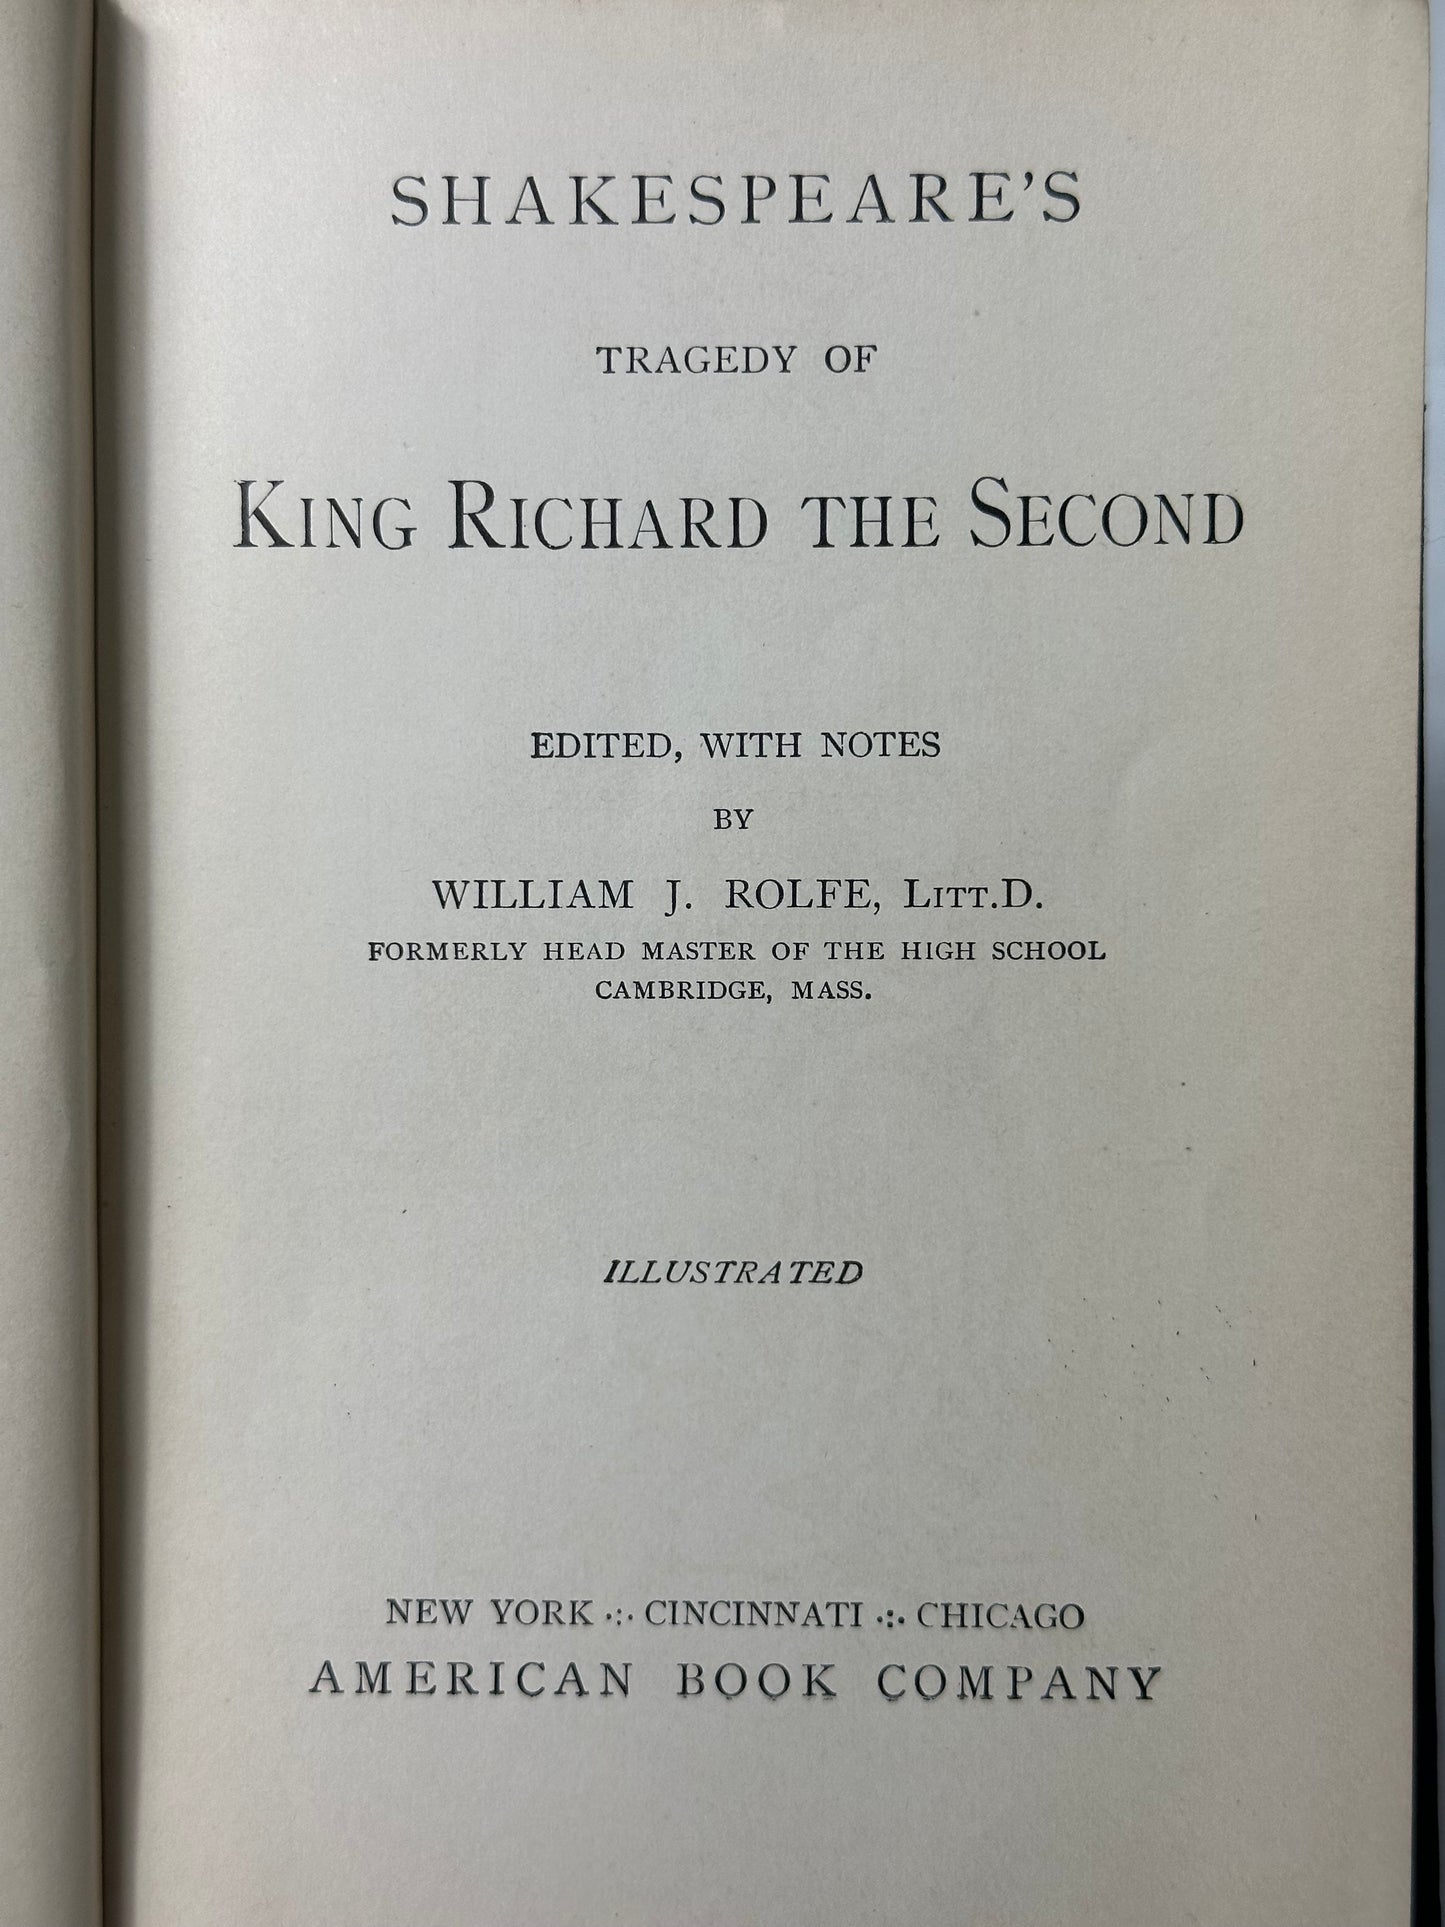 SHAKESPEARE'S
TRAGEDY OF
KING RICHARD THE SECOND
EDITED, WITH NOTES
BY
WILLIAM J. ROLFE, LITT.D.
FORMERLY HEAD MASTER OF THE HIGH SCHOOL
CAMBRIDGE, MASS.
ILLUSTRATED
NEW YORK .:. CINCINNATI .:. CHICAGO
AMERICAN BOOK COMPANY